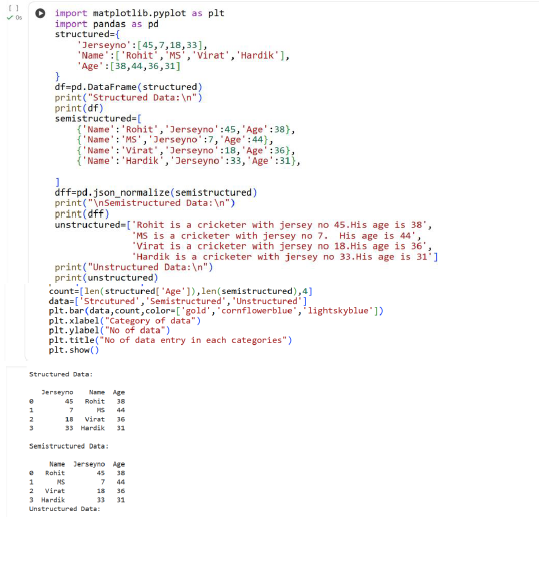 [ ]
0s
import matplotlib.pyplot as plt
import pandas as pd
structured={
'Jerseyno':[45,7,18,33],
'Name':['Rohit','MS','Virat','Hardik'],
'Age':[38,44,36,31]
}
df=pd.DataFrame(structured)
print("Structured Data:\n")
print(df)
semistructured=[
{'Name':'Rohit','Jerseyno':45,'Age':38},
{'Name':'MS','Jerseyno':7,'Age':44},
{'Name':'Virat','Jerseyno':18,'Age':36},
{'Name':'Hardik','Jerseyno':33,'Age':31},
]
dff=pd.json_normalize(semistructured)
print("\nSemistructured Data:\n")
print(dff)
unstructured=['Rohit is a cricketer with jersey no 45.His age is 38',
'MS is a cricketer with jersey no 7.  His age is 44',
'Virat is a cricketer with jersey no 18.His age is 36',
'Hardik is a cricketer with jersey no 33.His age is 31']
print("Unstructured Data:\n")
print(unstructured)
count=[len(structured['Age']),len(semistructured),4]
data=['Strcutured','Semistructured','Unstructured']
plt.bar(data,count,color=['gold','cornflowerblue','lightskyblue'])
plt.xlabel("Category of data")
plt.ylabel("No of data")
plt.title("No of data entry in each categories")
plt.show()
Structured Data:
Jerseyno Name Age
0 45 Rohit 38
1 7 MS 44
2 18 Virat 36
3 33 Hardik 31
Semistructured Data:
Name Jerseyno Age
0 Rohit 45 38
1 MS 7 44
2 Virat 18 36
3 Hardik 33 31
Unstructured Data: